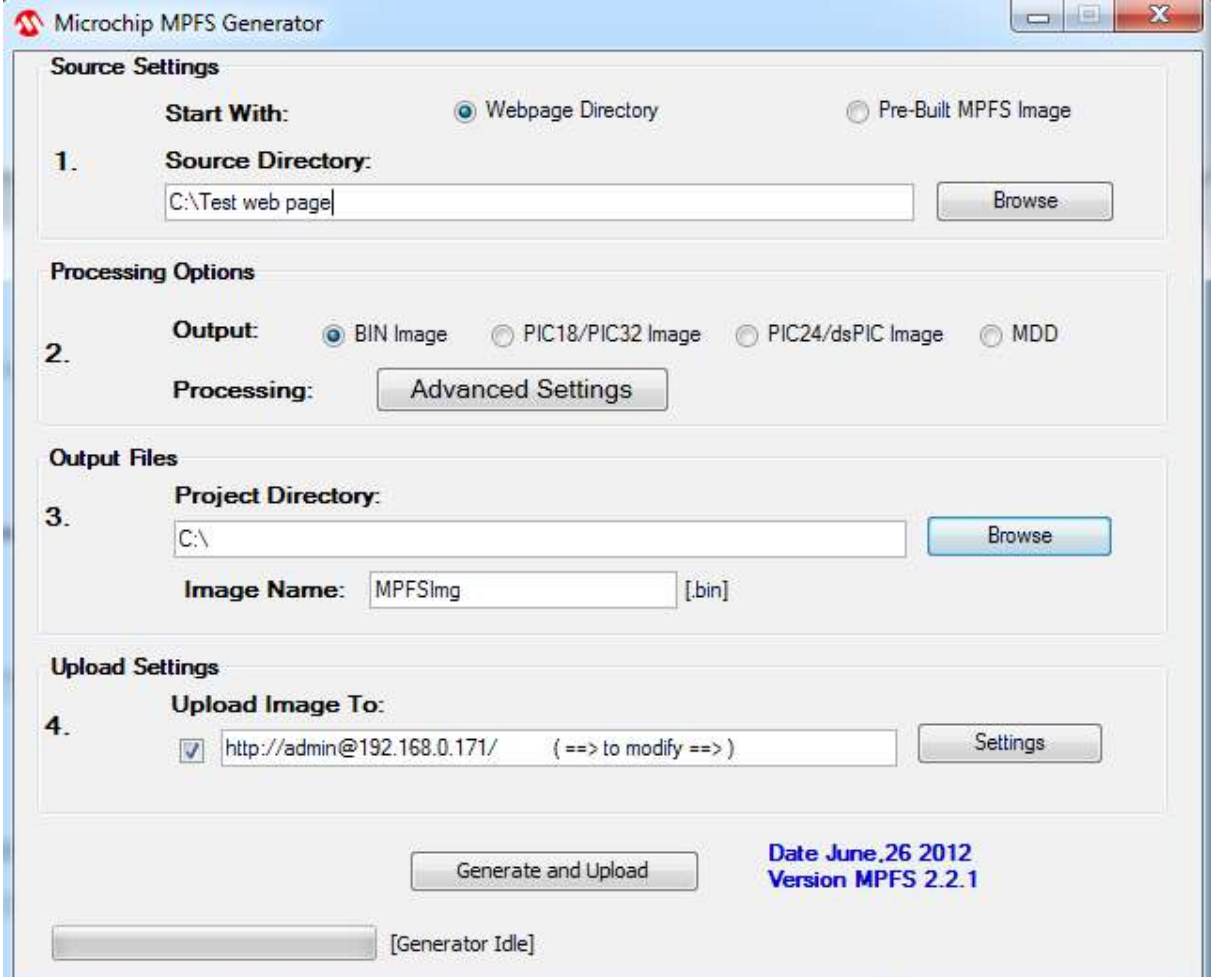 Microchip MPFS Generator
Source Settings
Start With: Webpage Directory Pre-Built MPFS Image
1. Source Directory:
C:\Test web page Browse
Processing Options
2. Output: BIN Image PIC18/PIC32 Image PIC24/dsPIC Image MDD
Processing: Advanced Settings
Output Files
3. Project Directory:
C:\ Browse
Image Name: MPFSImg [.bin]
Upload Settings
4. Upload Image To:
http://admin@192.168.0.171/ ( ==> to modify ==> ) Settings
Generate and Upload
Date June,26 2012
Version MPFS 2.2.1
[Generator Idle]